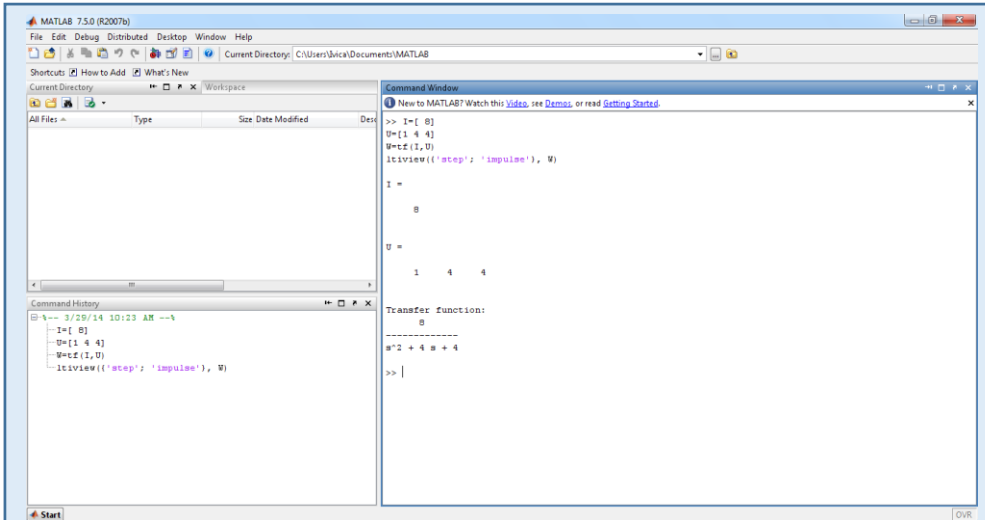 MATLAB 7.5.0 (R2007b)
File Edit Debug Distributed Desktop Window Help
Current Directory: C:\Users\Ivica\Documents\MATLAB
Shortcuts How to Add What's New
Current Directory
Workspace
All Files Type Size Date Modified Desc
Command History
%-- 3/29/14 10:23 AM --%
I=[ 8]
U=[1 4 4]
W=tf(I,U)
ltiview({'step'; 'impulse'}, W)
Command Window
New to MATLAB? Watch this Video, see Demos, or read Getting Started.
>> I=[ 8]
U=[1 4 4]
W=tf(I,U)
ltiview({'step'; 'impulse'}, W)
I =
8
U =
1 4 4
Transfer function:
8
-------------
s^2 + 4 s + 4
>>
Start
OVR